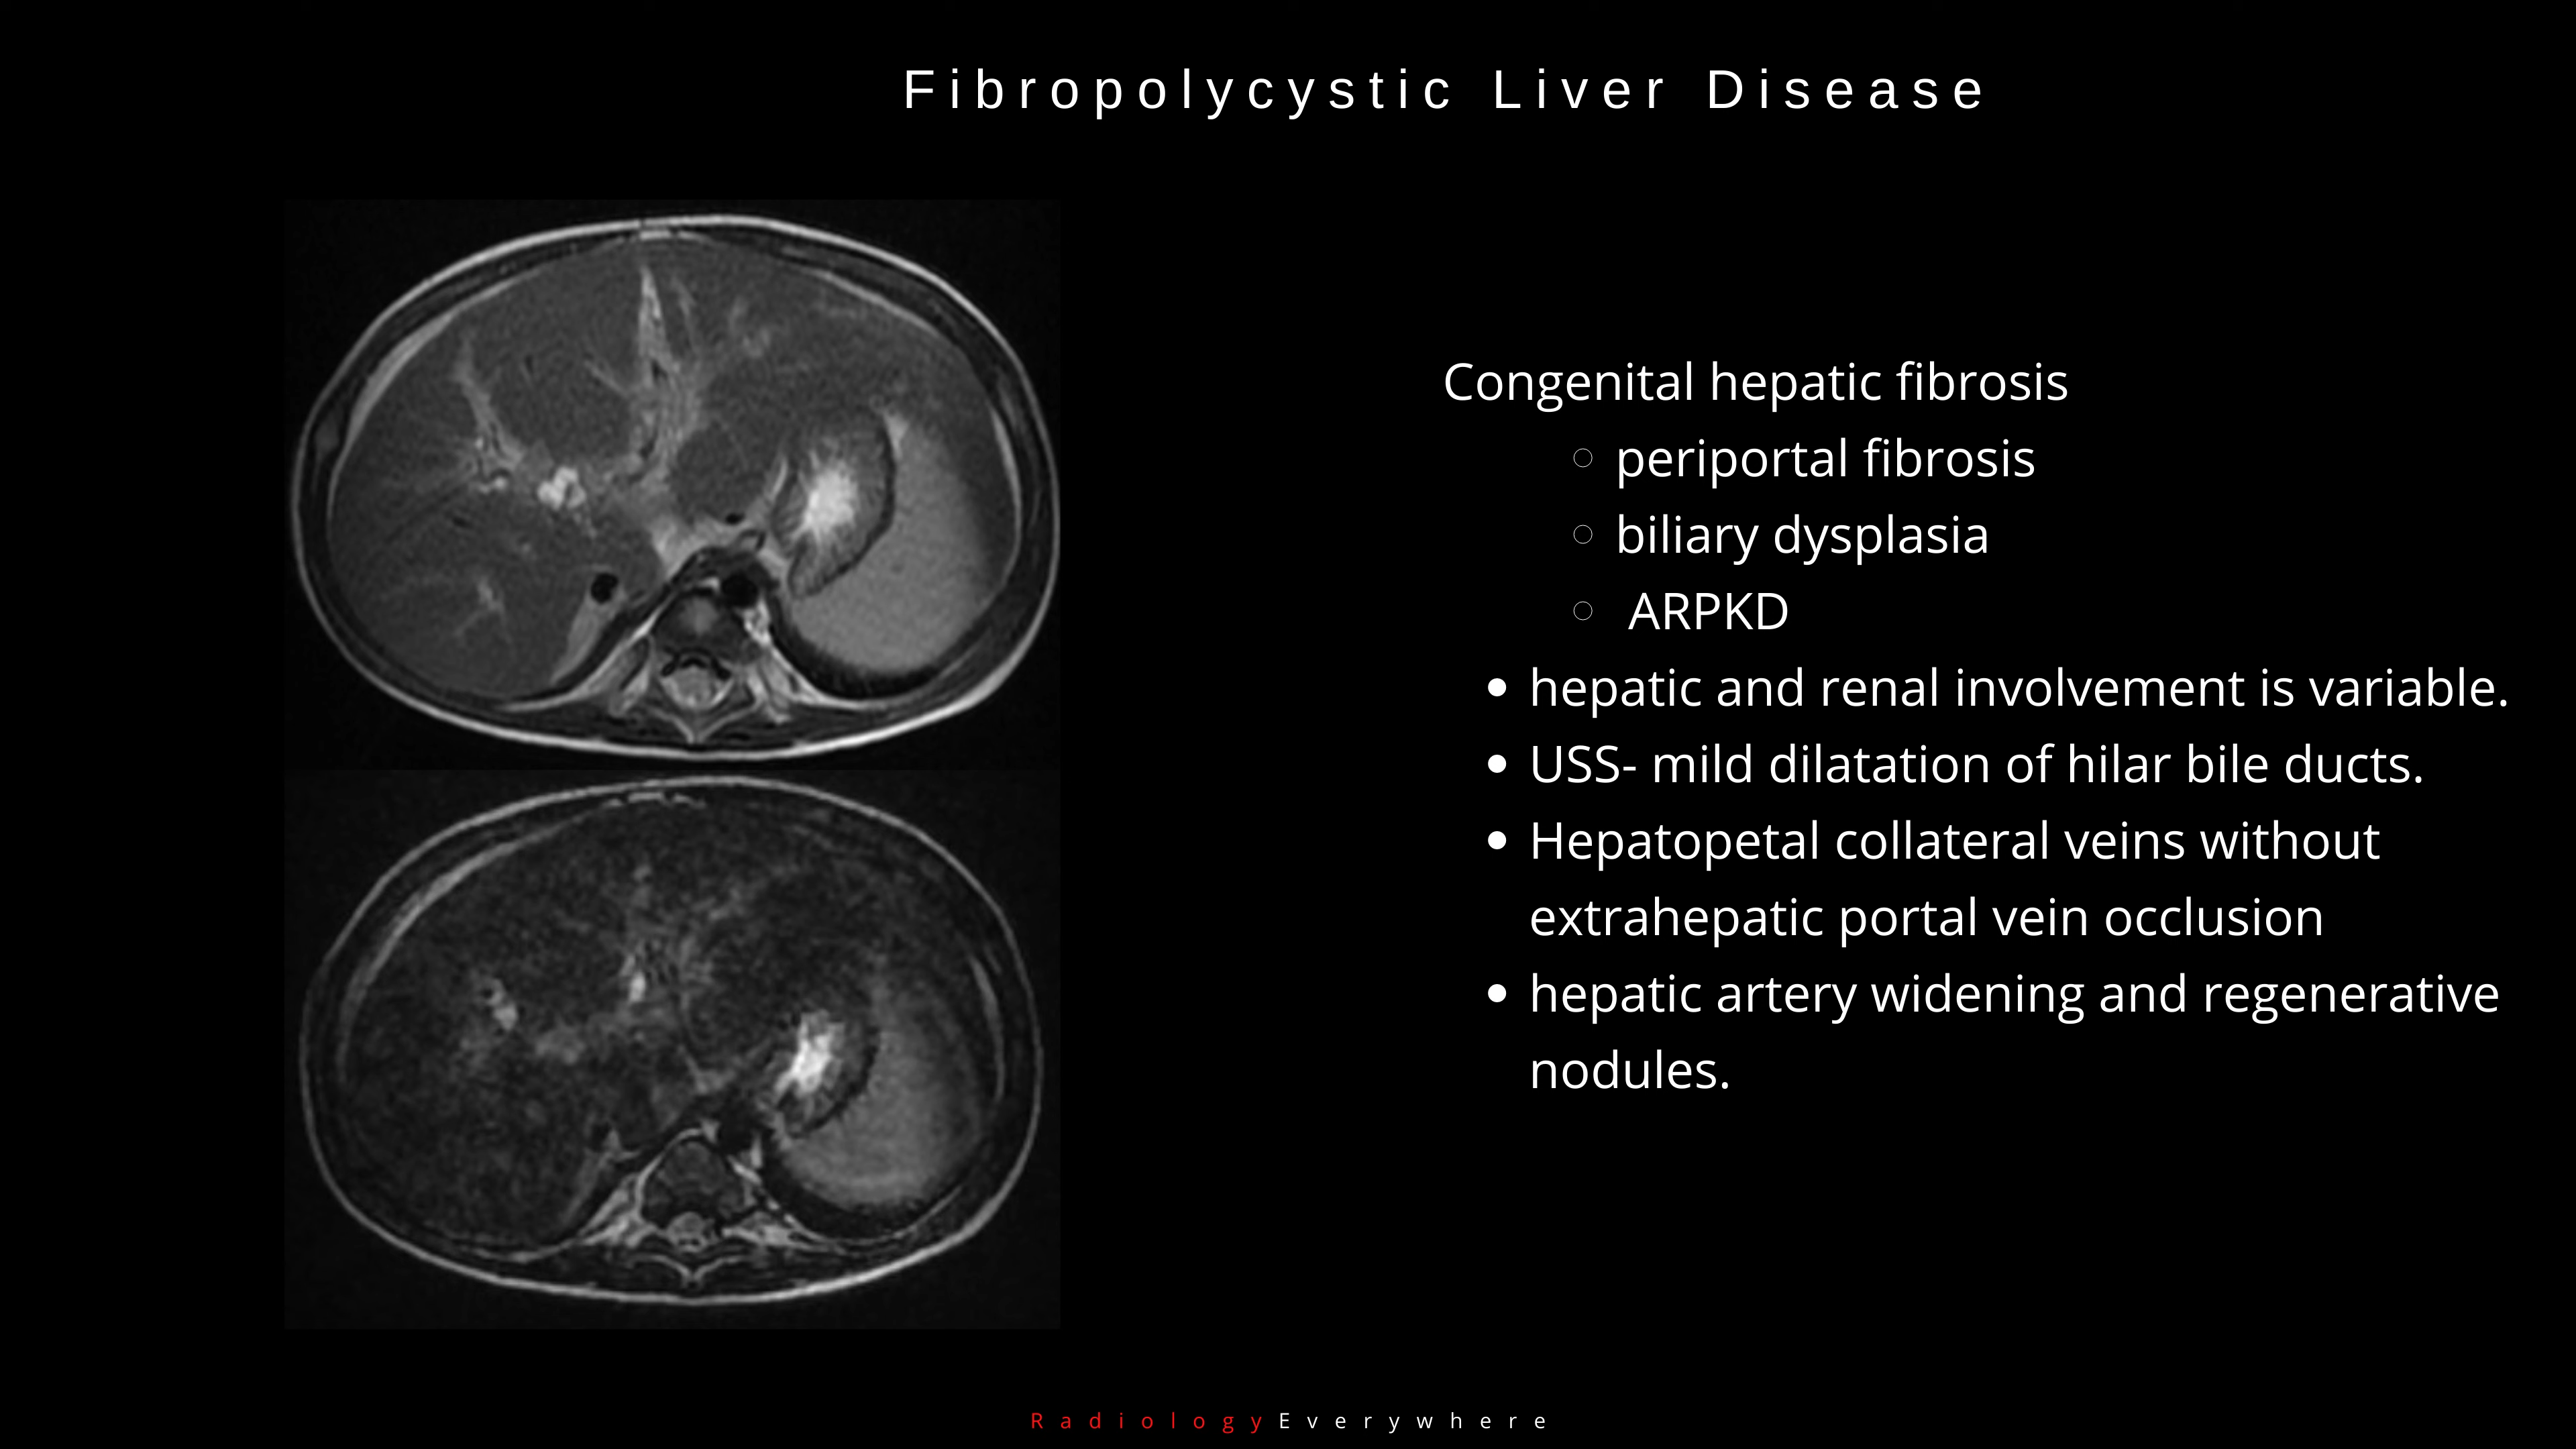 Fibropolycystic Liver Disease
Congenital hepatic fibrosis
periportal fibrosis
biliary dysplasia
ARPKD
hepatic and renal involvement is variable.
USS- mild dilatation of hilar bile ducts.
Hepatopetal collateral veins without
extrahepatic portal vein occlusion
hepatic artery widening and regenerative
nodules.
RadiologyEverywhere